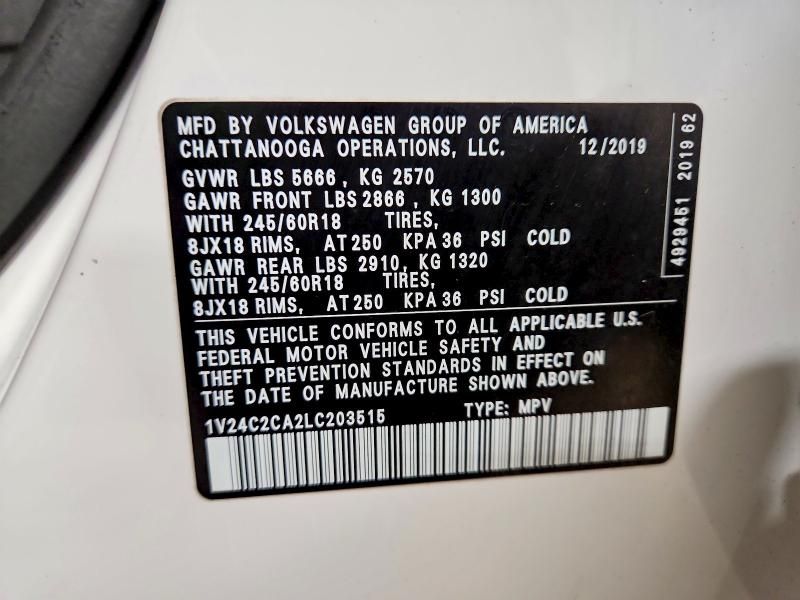 MFD BY VOLKSWAGEN GROUP OF AMERICA
CHATTANOOGA OPERATIONS, LLC. 12/2019
GVWR LBS 5666, KG 2570
GAWR FRONT LBS 2866, KG 1300
WITH 245/60R18 TIRES,
8JX18 RIMS, AT 250 KPA 36 PSI COLD
GAWR REAR LBS 2910, KG 1320
WITH 245/60R18 TIRES,
8JX18 RIMS, AT 250 KPA 36 PSI COLD
THIS VEHICLE CONFORMS TO ALL APPLICABLE U.S.
FEDERAL MOTOR VEHICLE SAFETY AND
THEFT PREVENTION STANDARDS IN EFFECT ON
THE DATE OF MANUFACTURE SHOWN ABOVE.
1V24C2CA2LC203515 TYPE: MPV
4929451 2019 62